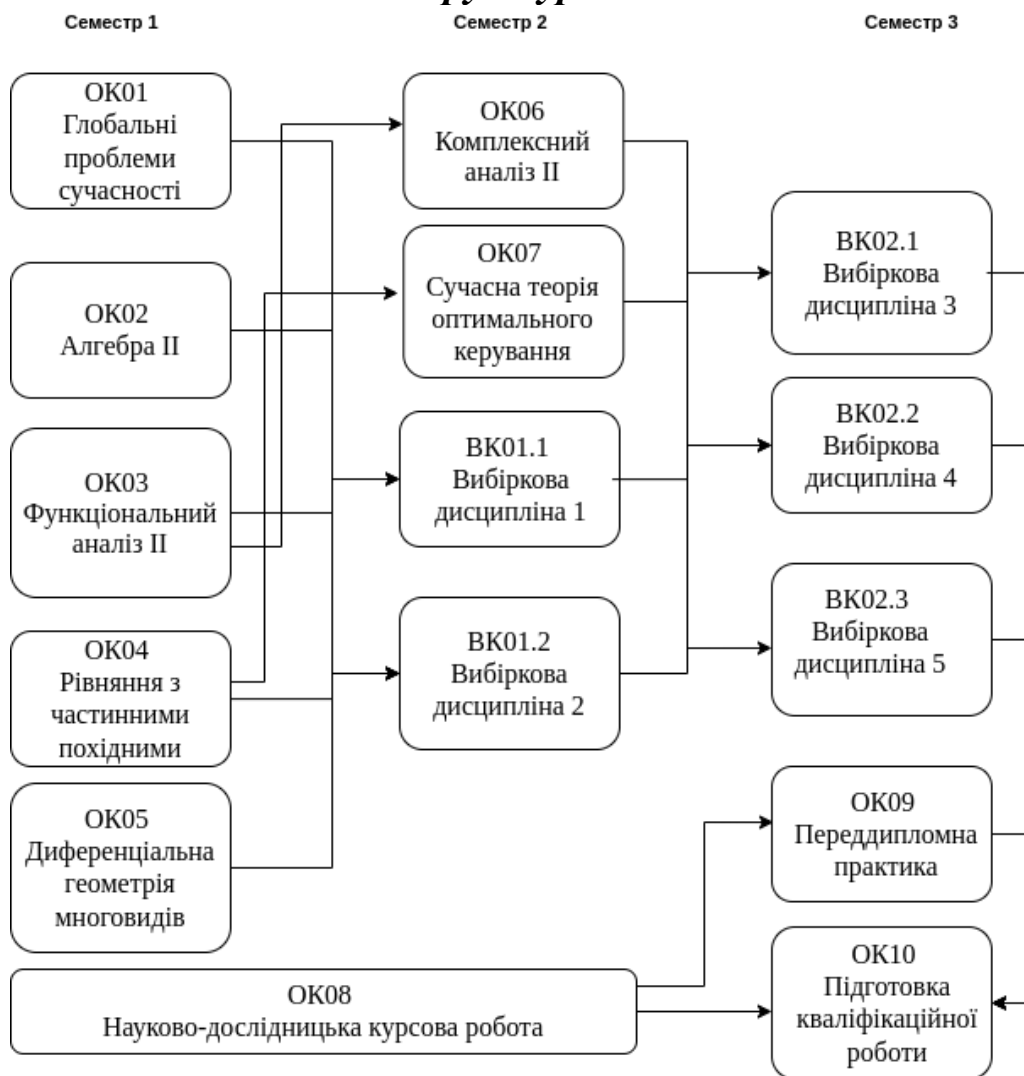 Семестр 1
Семестр 2
Семестр 3
ОК01
Глобальні
проблеми
сучасності
ОК02
Алгебра II
ОК03
Функціональний
аналіз II
ОК04
Рівняння з
частинними
похідними
ОК05
Диференціальна
геометрія
многовидів
ОК08
Науково-дослідницька курсова робота
ОК06
Комплексний
аналіз II
ОК07
Сучасна теорія
оптимального
керування
ВК01.1
Вибіркова
дисципліна 1
ВК01.2
Вибіркова
дисципліна 2
ВК02.1
Вибіркова
дисципліна 3
ВК02.2
Вибіркова
дисципліна 4
ВК02.3
Вибіркова
дисципліна 5
ОК09
Переддипломна
практика
ОК10
Підготовка
кваліфікаційної
роботи